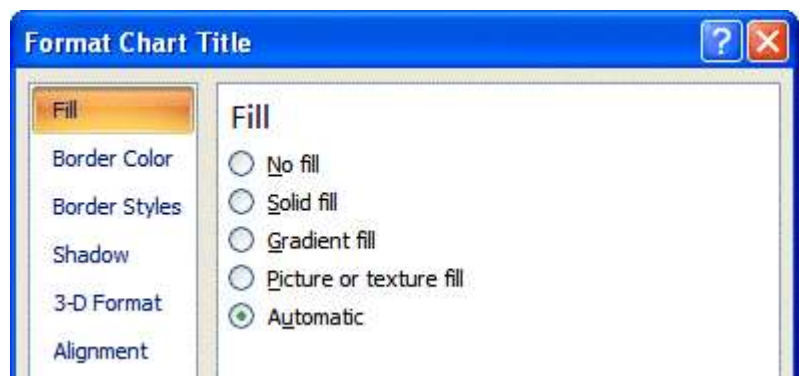 Format Chart Title
?
Fill
Border Color
Border Styles
Shadow
3-D Format
Alignment
Fill
No fill
Solid fill
Gradient fill
Picture or texture fill
Automatic